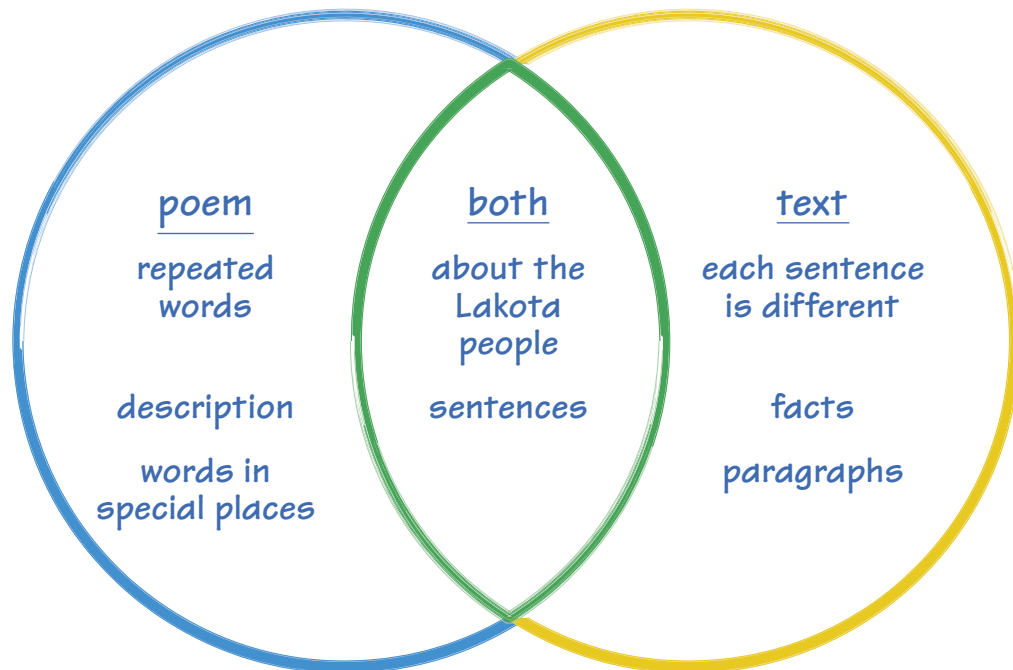 poem
repeated
words
description
words in
special places
both
about the
Lakota
people
sentences
text
each sentence
is different
facts
paragraphs